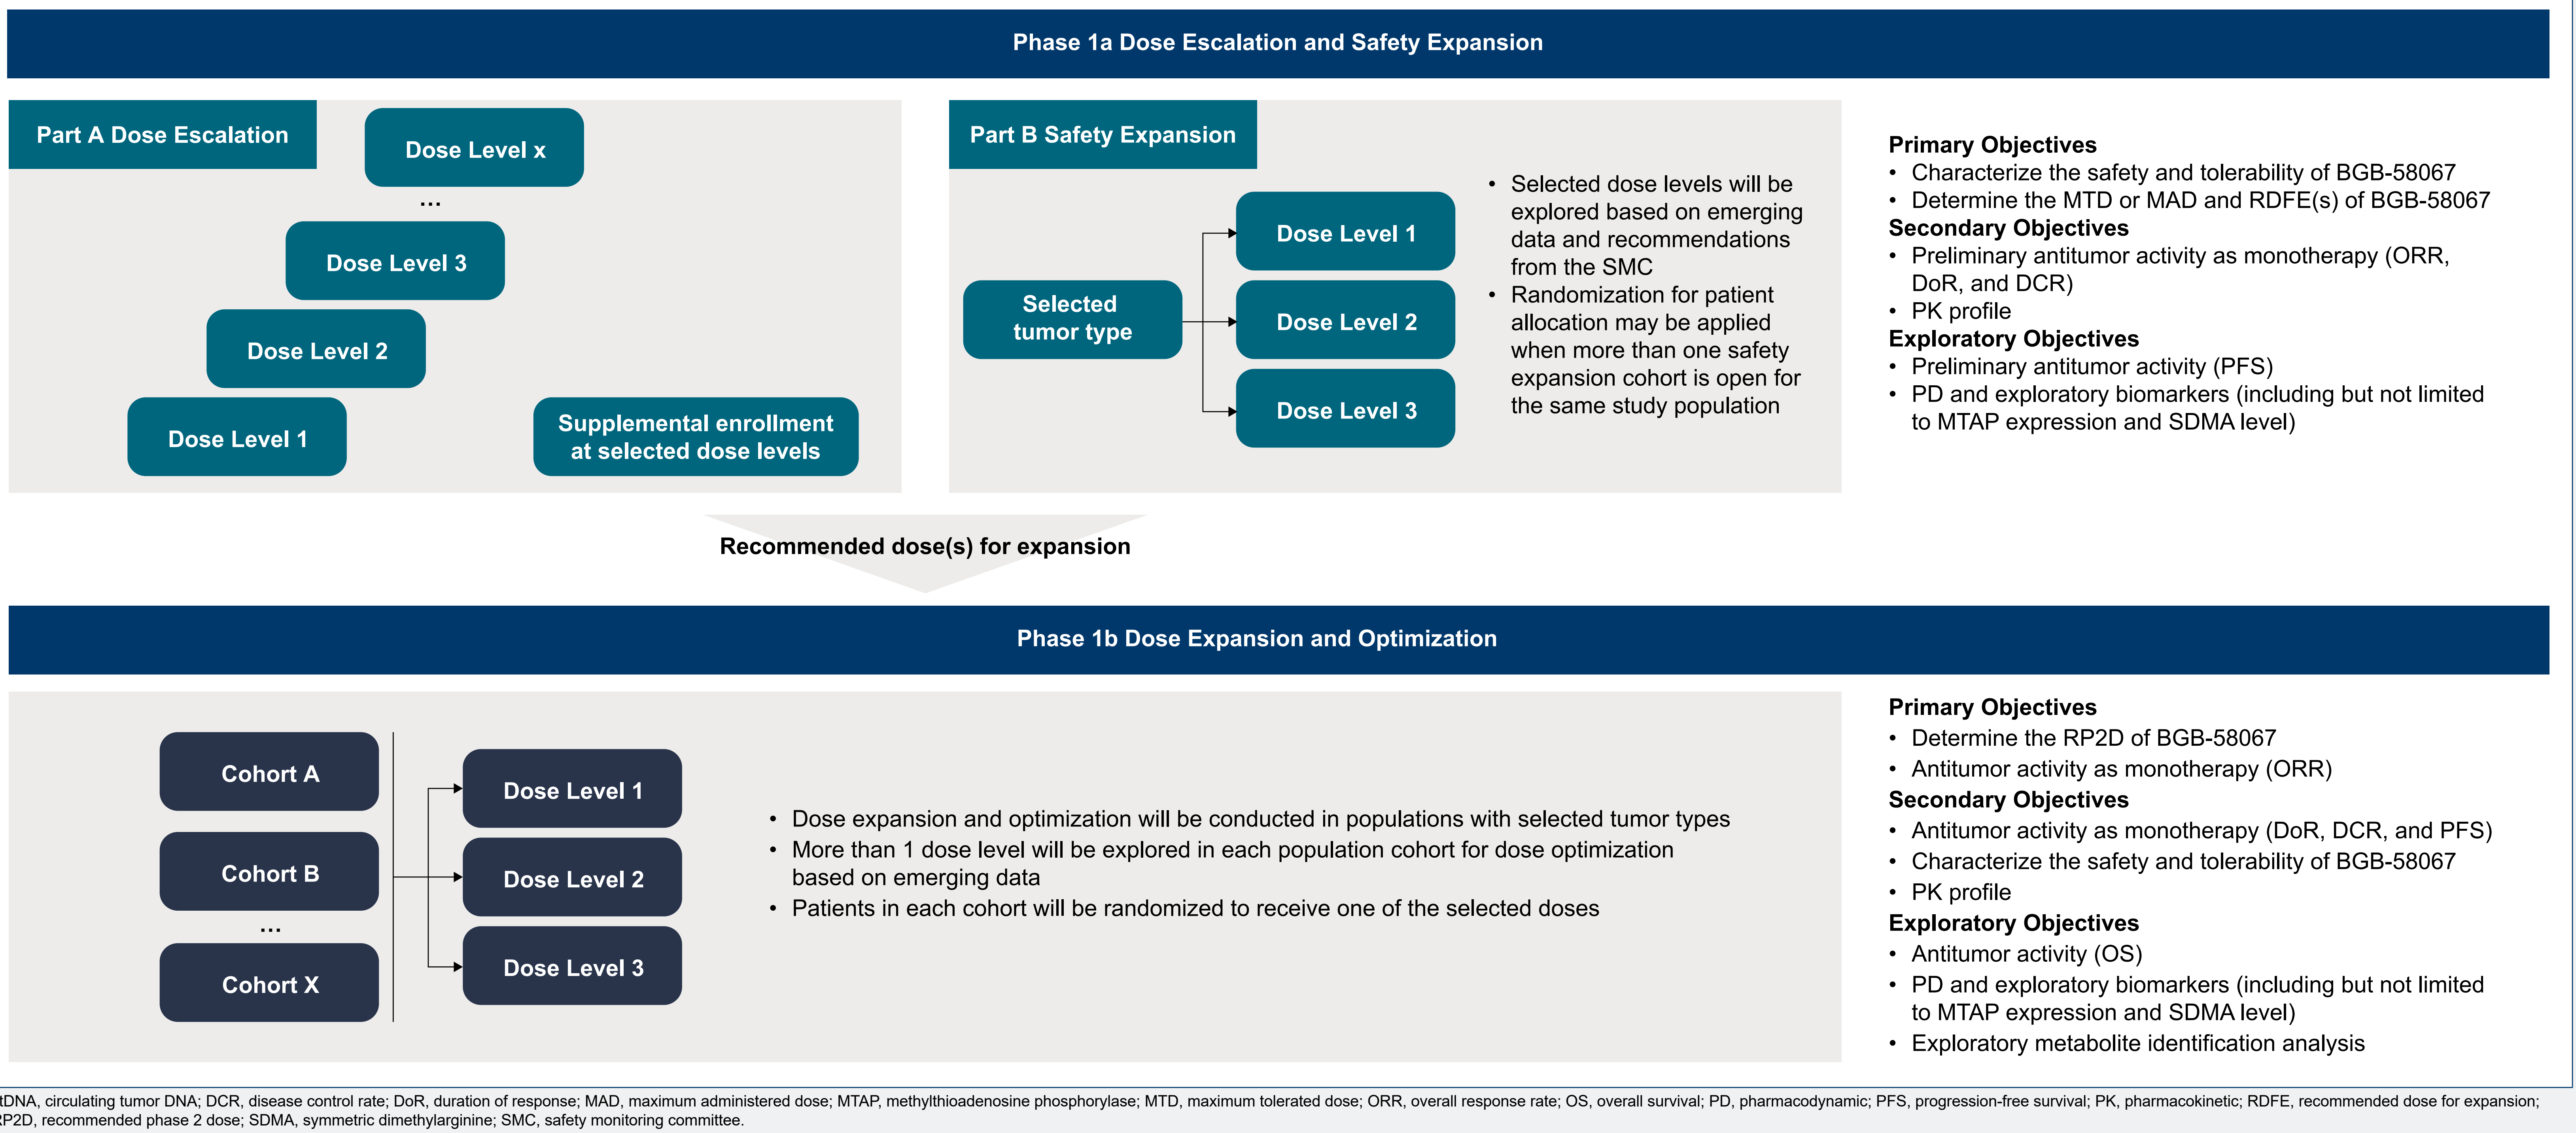 Phase 1a Dose Escalation and Safety Expansion
Part A Dose Escalation
Dose Level x
...
Dose Level 3
Dose Level 2
Dose Level 1
Supplemental enrollment
at selected dose levels
Part B Safety Expansion
Selected
tumor type
Dose Level 1
Dose Level 2
Dose Level 3
• Selected dose levels will be
explored based on emerging
data and recommendations
from the SMC
• Randomization for patient
allocation may be applied
when more than one safety
expansion cohort is open for
the same study population
Primary Objectives
• Characterize the safety and tolerability of BGB-58067
• Determine the MTD or MAD and RDFE(s) of BGB-58067
Secondary Objectives
• Preliminary antitumor activity as monotherapy (ORR,
DoR, and DCR)
• PK profile
Exploratory Objectives
• Preliminary antitumor activity (PFS)
• PD and exploratory biomarkers (including but not limited
to MTAP expression and SDMA level)
Recommended dose(s) for expansion
Phase 1b Dose Expansion and Optimization
Cohort A
Cohort B
...
Cohort X
Dose Level 1
Dose Level 2
Dose Level 3
• Dose expansion and optimization will be conducted in populations with selected tumor types
• More than 1 dose level will be explored in each population cohort for dose optimization
based on emerging data
• Patients in each cohort will be randomized to receive one of the selected doses
Primary Objectives
• Determine the RP2D of BGB-58067
• Antitumor activity as monotherapy (ORR)
Secondary Objectives
• Antitumor activity as monotherapy (DoR, DCR, and PFS)
• Characterize the safety and tolerability of BGB-58067
• PK profile
Exploratory Objectives
• Antitumor activity (OS)
• PD and exploratory biomarkers (including but not limited
to MTAP expression and SDMA level)
• Exploratory metabolite identification analysis
tDNA, circulating tumor DNA; DCR, disease control rate; DoR, duration of response; MAD, maximum administered dose; MTAP, methylthioadenosine phosphorylase; MTD, maximum tolerated dose; ORR, overall response rate; OS, overall survival; PD, pharmacodynamic; PFS, progression-free survival; PK, pharmacokinetic; RDFE, recommended dose for expansion;
RP2D, recommended phase 2 dose; SDMA, symmetric dimethylarginine; SMC, safety monitoring committee.